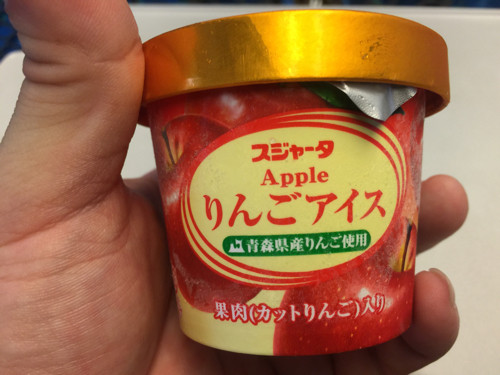 スジャータ
Apple
りんごアイス
青森県産りんご使用
果肉(カットりんご)入り